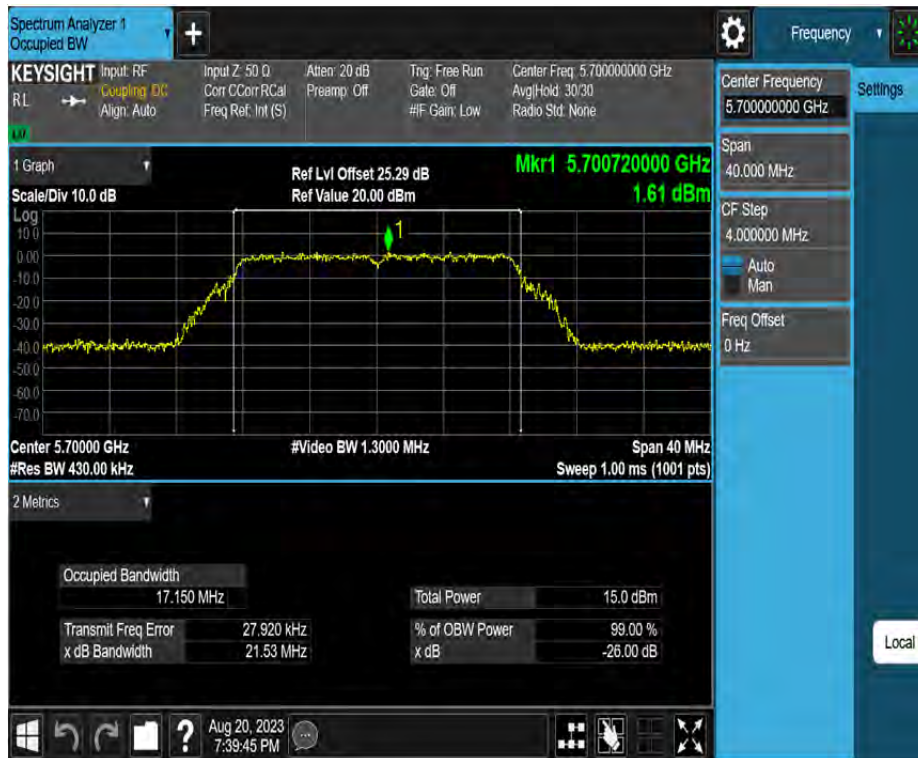 Spectrum Analyzer 1
Occupied BW
+
Frequency
KEYSIGHT
RL
Input: RF
Coupling: DC
Align: Auto
Input Z: 50 Ω
Corr CCorr RCal
Freq Ref: Int (S)
Atten: 20 dB
Preamp: Off
Trig: Free Run
Gate: Off
#IF Gain: Low
Center Freq: 5.700000000 GHz
Avg|Hold: 30/30
Radio Std: None
Center Frequency
5.700000000 GHz
Settings
Span
40.000 MHz
CF Step
4.000000 MHz
Auto
Man
Freq Offset
0 Hz
1 Graph
Scale/Div 10.0 dB
Ref Lvl Offset 25.29 dB
Ref Value 20.00 dBm
Mkr1 5.700720000 GHz
1.61 dBm
Log
10.0
0.00
-10.0
-20.0
-30.0
-40.0
-50.0
-60.0
-70.0
1
Center 5.70000 GHz
#Res BW 430.00 kHz
#Video BW 1.3000 MHz
Span 40 MHz
Sweep 1.00 ms (1001 pts)
2 Metrics
Occupied Bandwidth
17.150 MHz
Total Power 15.0 dBm
Transmit Freq Error 27.920 kHz
% of OBW Power 99.00 %
x dB Bandwidth 21.53 MHz
x dB -26.00 dB
Local
?
Aug 20, 2023
7:39:45 PM